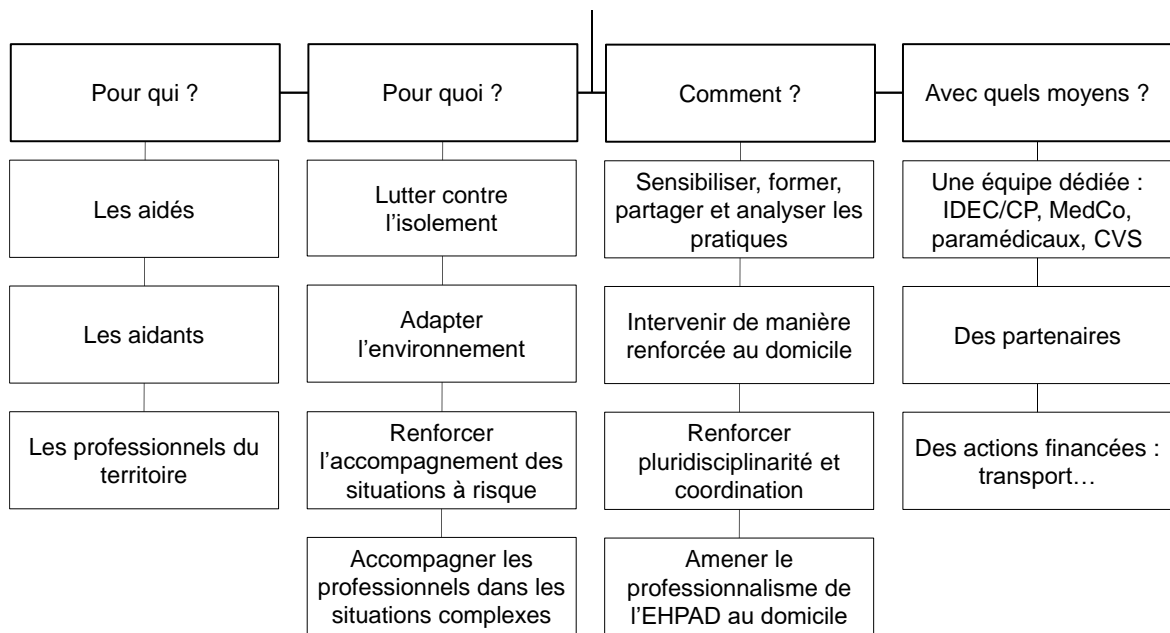 Pour qui ?
Pour quoi ?
Comment ?
Avec quels moyens ?
Les aidés
Lutter contre
l’isolement
Sensibiliser, former,
partager et analyser les
pratiques
Une équipe dédiée :
IDEC/CP, MedCo,
paramédicaux, CVS
Les aidants
Adapter
l’environnement
Intervenir de manière
renforcée au domicile
Des partenaires
Les professionnels du
territoire
Renforcer
l’accompagnement des
situations à risque
Renforcer
pluridisciplinarité et
coordination
Des actions financées :
transport…
Accompagner les
professionnels dans les
situations complexes
Amener le
professionnalisme de
l’EHPAD au domicile